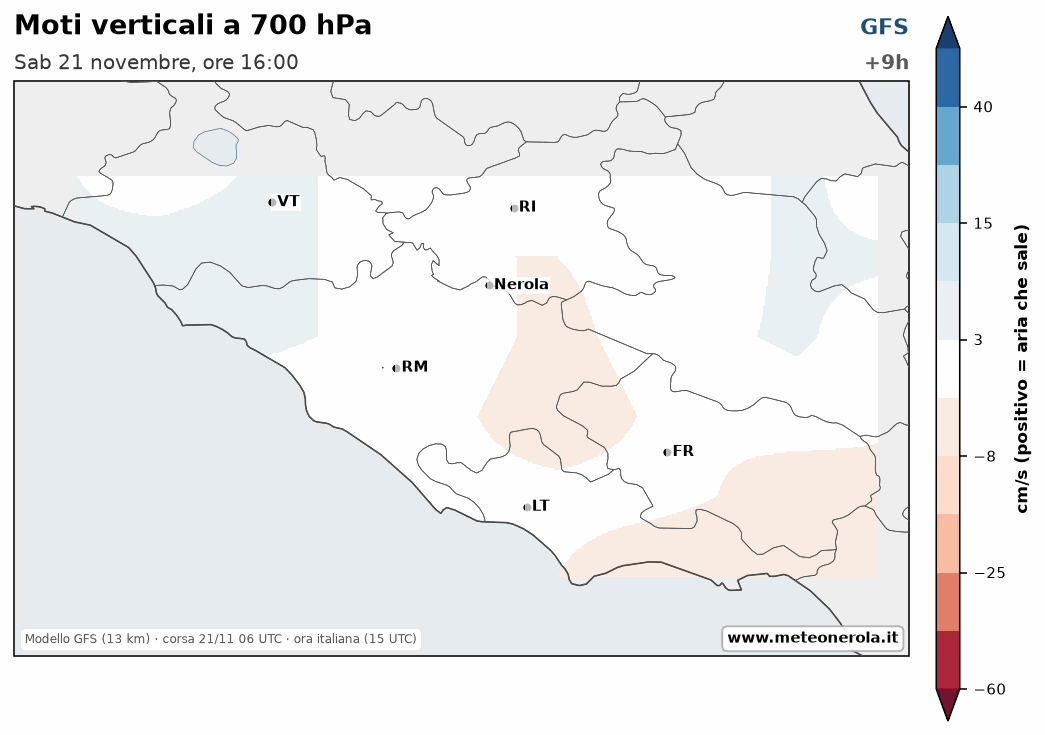 Moti verticali a 700 hPa
GFS
Sab 21 novembre, ore 16:00
+9h
VT
RI
Nerola
RM
FR
LT
40
15
3
−8
−25
−60
cm/s (positivo = aria che sale)
Modello GFS (13 km) · corsa 21/11 06 UTC · ora italiana (15 UTC)
www.meteonerola.it